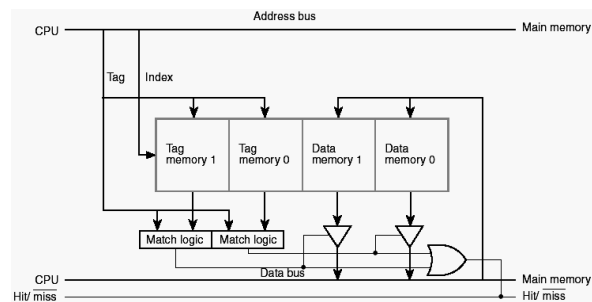 Address bus
CPU
Main memory
Tag
Index
Tag
memory 1
Tag
memory 0
Data
memory 1
Data
memory 0
Match logic
Match logic
Data bus
CPU
Main memory
Hit/ miss
Hit/ miss